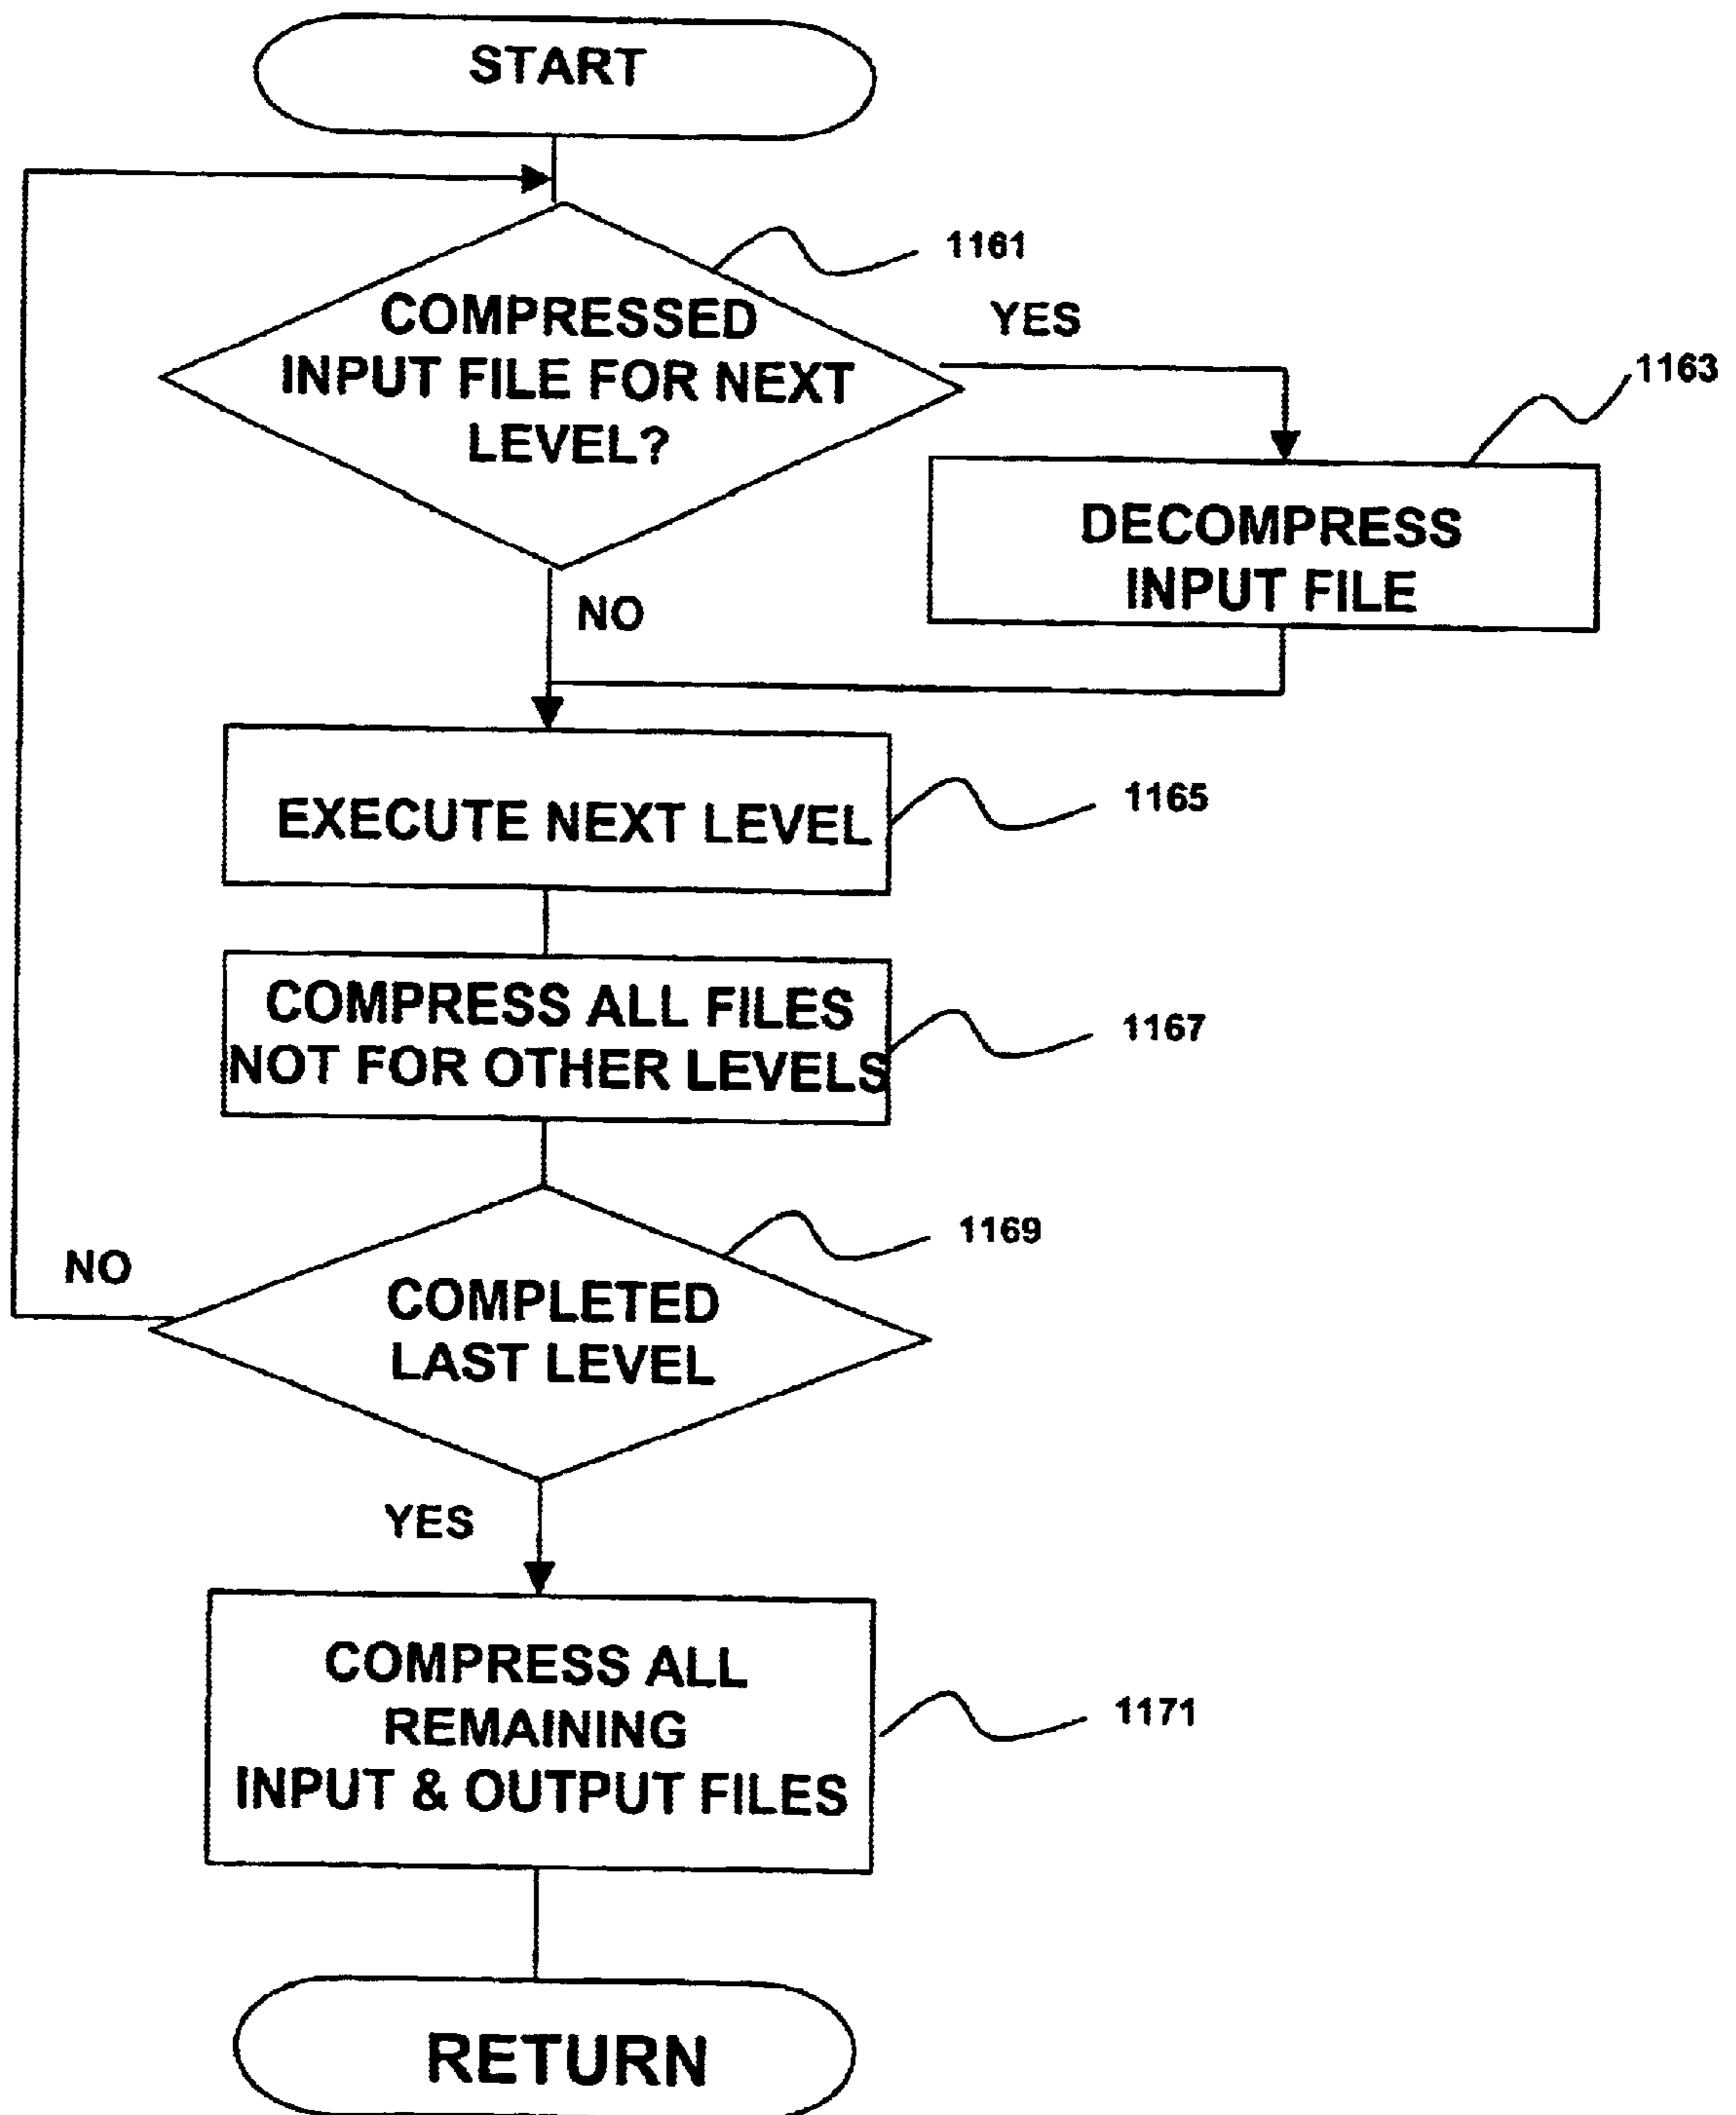 START
1161
COMPRESSED
INPUT FILE FOR NEXT
LEVEL?
YES
1163
DECOMPRESS
INPUT FILE
NO
EXECUTE NEXT LEVEL
1165
COMPRESS ALL FILES
NOT FOR OTHER LEVELS
1167
1169
NO
COMPLETED
LAST LEVEL
YES
COMPRESS ALL
REMAINING
INPUT & OUTPUT FILES
1171
RETURN